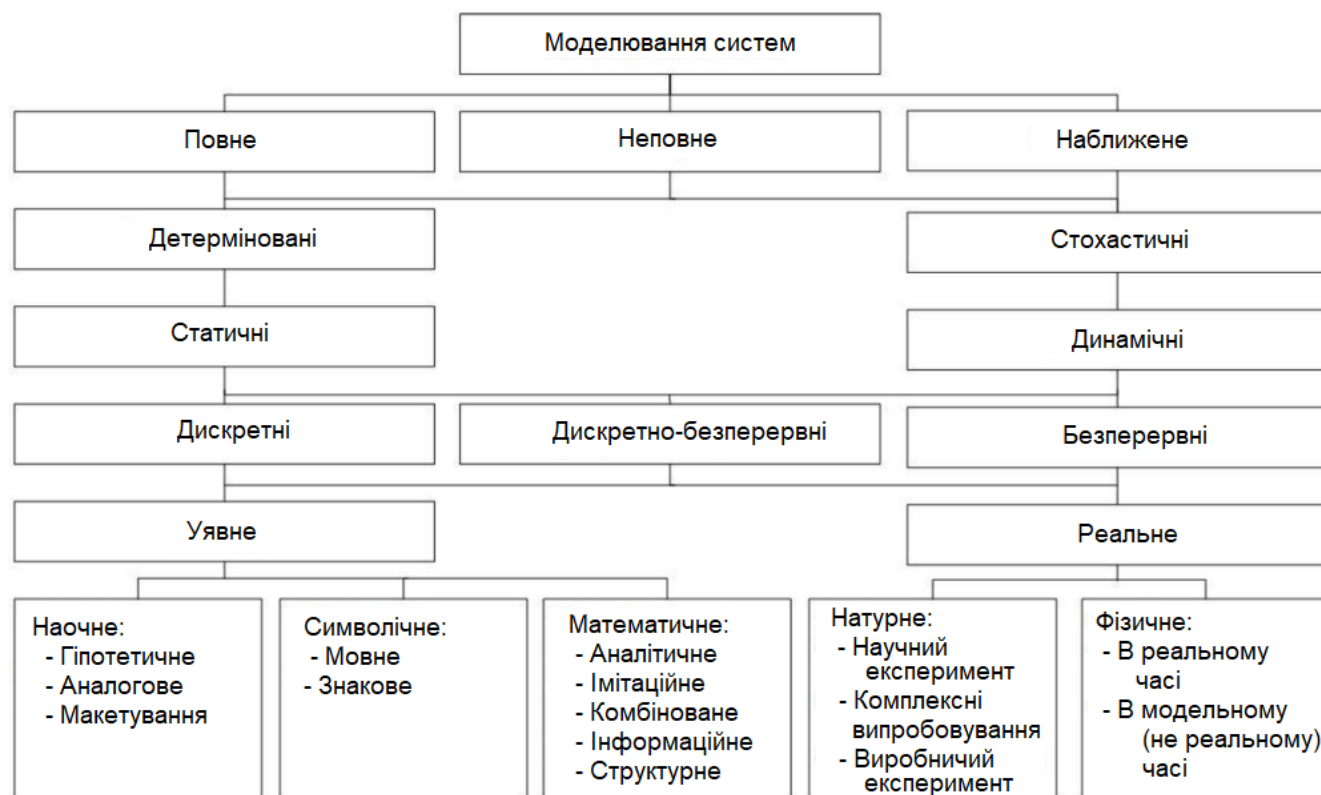 Моделювання систем
Повне
Неповне
Наближене
Детерміновані
Стохастичні
Статичні
Динамічні
Дискретні
Дискретно-безперервні
Безперервні
Уявне
Реальне
Наочне:
- Гіпотетичне
- Аналогове
- Макетування
Символічне:
- Мовне
- Знакове
Математичне:
- Аналітичне
- Імітаційне
- Комбіноване
- Інформаційне
- Структурне
Натурне:
- Научний
експеримент
- Комплексні
випробовування
- Виробничий
експеримент
Фізичне:
- В реальному
часі
- В модельному
(не реальному)
часі